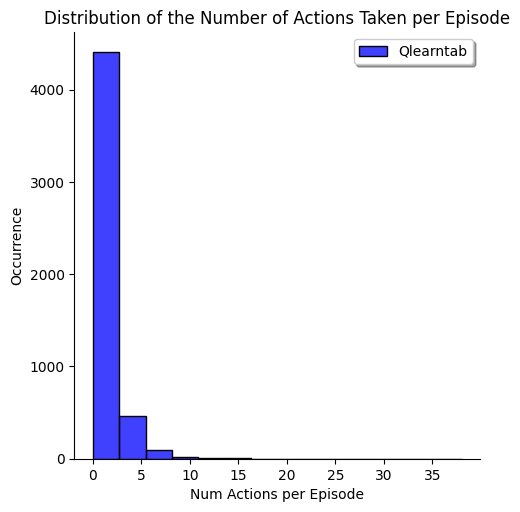 Distribution of the Number of Actions Taken per Episode
Qlearntab
4000
3000
2000
1000
0
Occurrence
0 5 10 15 20 25 30 35
Num Actions per Episode